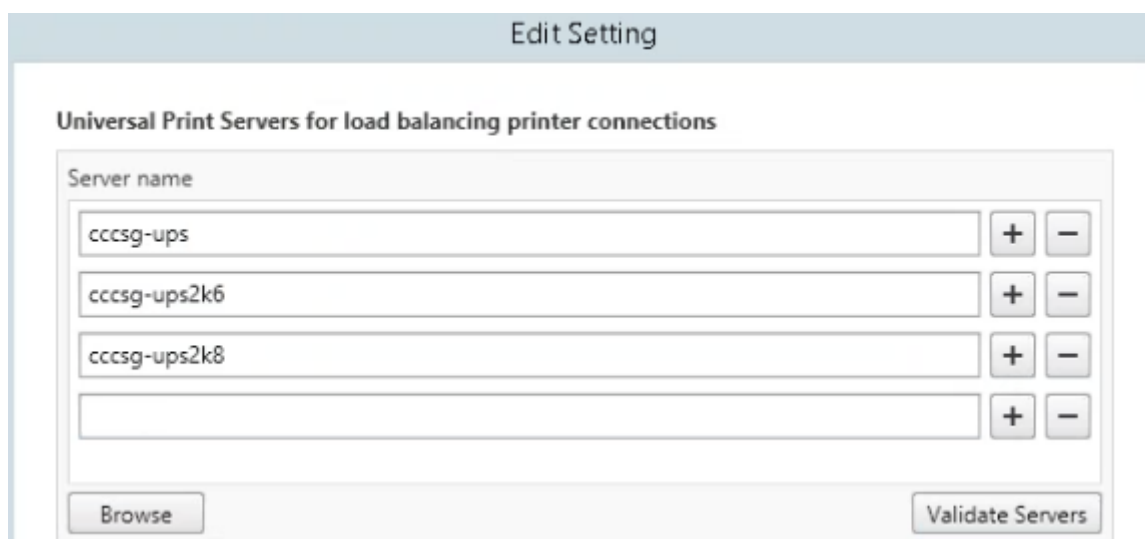 Edit Setting
Universal Print Servers for load balancing printer connections
Server name
cccsg-ups + −
cccsg-ups2k6 + −
cccsg-ups2k8 + −
+ −
Browse Validate Servers